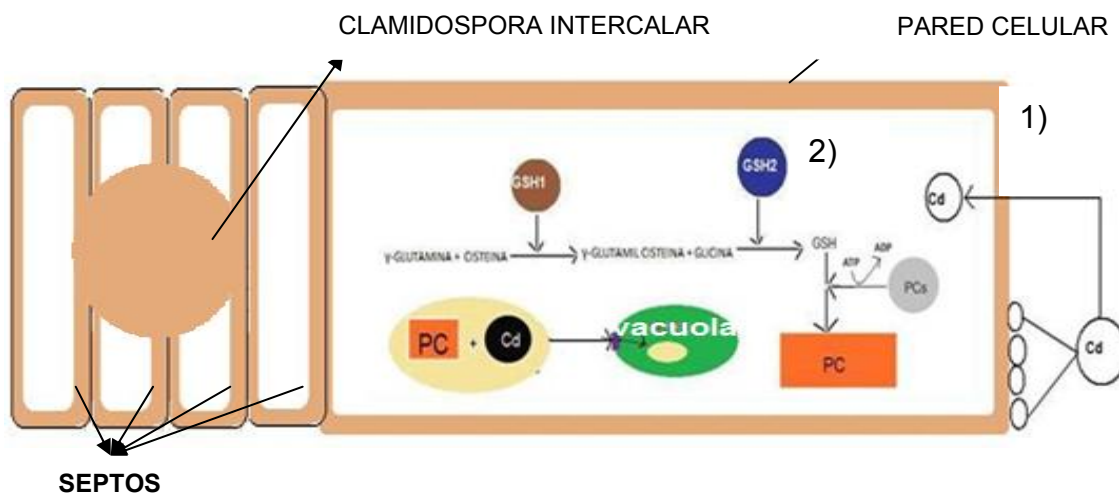 CLAMIDOSPORA INTERCALAR
PARED CELULAR
1)
2)
GSH1
GSH2
Cd
γ-GLUTAMINA + CISTEINA
γ-GLUTAMIL CISTEINA + GLICINA
GSH
ATP
ADP
PCs
PC + Cd
vacuola
PC
Cd
SEPTOS